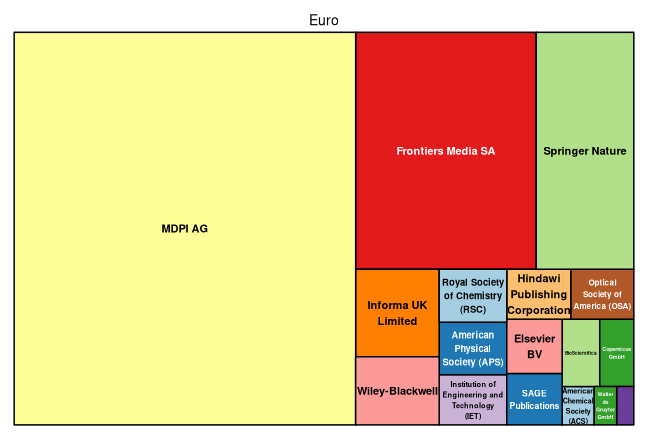 Euro
MDPI AG
Frontiers Media SA
Springer Nature
Informa UK
Limited
Wiley-Blackwell
Royal Society
of Chemistry
(RSC)
American
Physical
Society (APS)
Institution of
Engineering and
Technology
(IET)
Hindawi
Publishing
Corporation
Optical
Society of
America (OSA)
Elsevier
BV
BioScientifica
Copernicus
GmbH
SAGE
Publications
American
Chemical
Society
(ACS)
Walter
de
Gruyter
GmbH